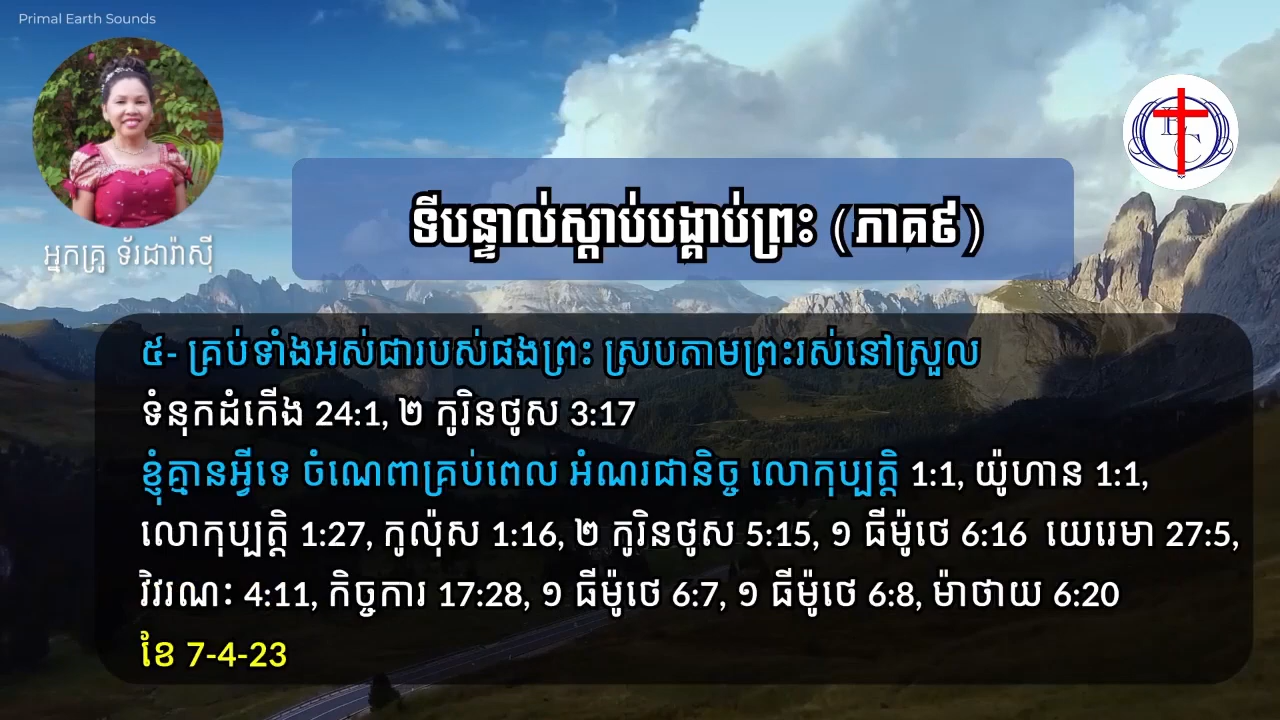 Primal Earth Sounds
អ្នកគ្រូ ទ័រដារ៉ាស៊ី
ទីបន្ទាល់ស្តាប់បង្គាប់ព្រះ (ភាគ៩)
៥- គ្រប់ទាំងអស់ជារបស់ផងព្រះ ស្របតាមព្រះរស់នៅស្រួល
ទំនុកដំកើង 24:1, ២ កូរិនថូស 3:17
ខ្ញុំគ្មានអ្វីទេ ចំណេពាគ្រប់ពេល អំណរជានិច្ច លោកុប្បត្តិ 1:1, យ៉ូហាន 1:1,
លោកុប្បត្តិ 1:27, កូល៉ុស 1:16, ២ កូរិនថូស 5:15, ១ ធីម៉ូថេ 6:16 យេរេមា 27:5,
វិវរណៈ 4:11, កិច្ចការ 17:28, ១ ធីម៉ូថេ 6:7, ១ ធីម៉ូថេ 6:8, ម៉ាថាយ 6:20
ខែ 7-4-23